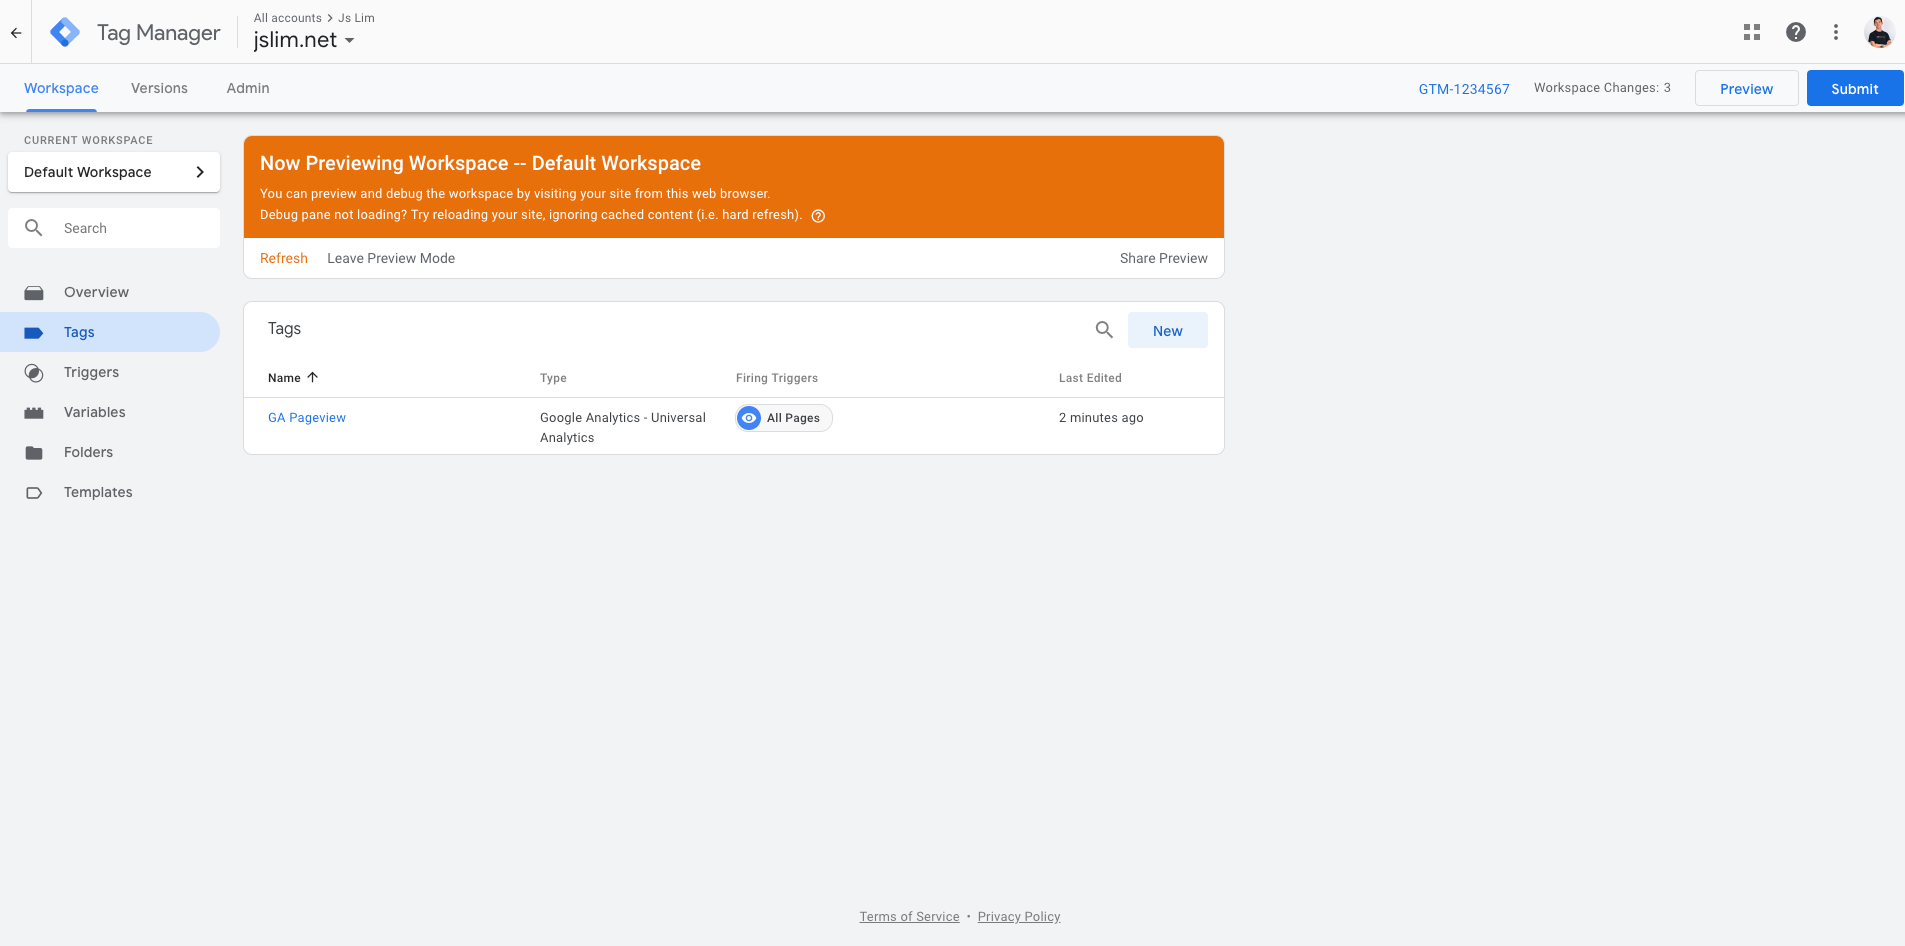 Tag Manager
All accounts > Js Lim
jslim.net
Workspace Versions Admin
GTM-1234567 Workspace Changes: 3 Preview Submit
CURRENT WORKSPACE
Default Workspace
Search
Overview
Tags
Triggers
Variables
Folders
Templates
Now Previewing Workspace -- Default Workspace
You can preview and debug the workspace by visiting your site from this web browser.
Debug pane not loading? Try reloading your site, ignoring cached content (i.e. hard refresh).
Refresh Leave Preview Mode Share Preview
Tags New
Name Type Firing Triggers Last Edited
GA Pageview Google Analytics - Universal All Pages 2 minutes ago
Analytics
Terms of Service • Privacy Policy